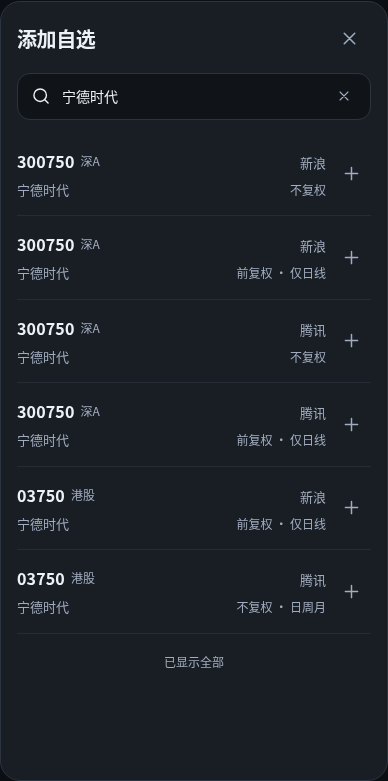 添加自选
宁德时代
300750 深A 新浪
宁德时代 不复权
300750 深A 新浪
宁德时代 前复权 · 仅日线
300750 深A 腾讯
宁德时代 不复权
300750 深A 腾讯
宁德时代 前复权 · 仅日线
03750 港股 新浪
宁德时代 前复权 · 仅日线
03750 港股 腾讯
宁德时代 不复权 · 日周月
已显示全部